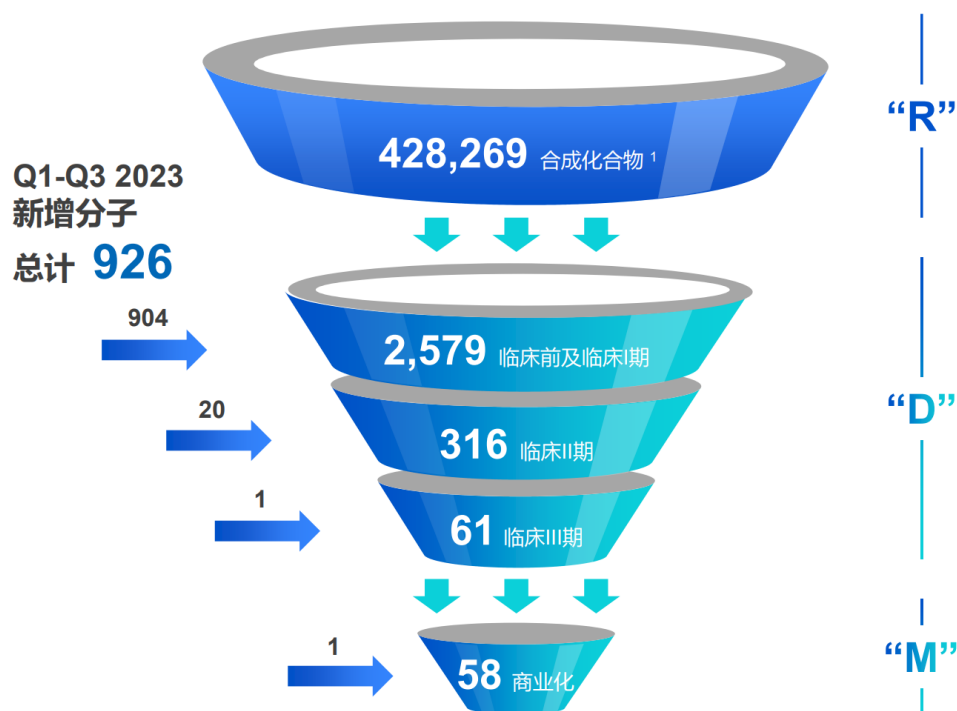 “R”
428,269 合成化合物 1
Q1-Q3 2023
新增分子
总计 926
904
2,579 临床前及临床I期
20
316 临床II期
“D”
1
61 临床III期
1
58 商业化
“M”